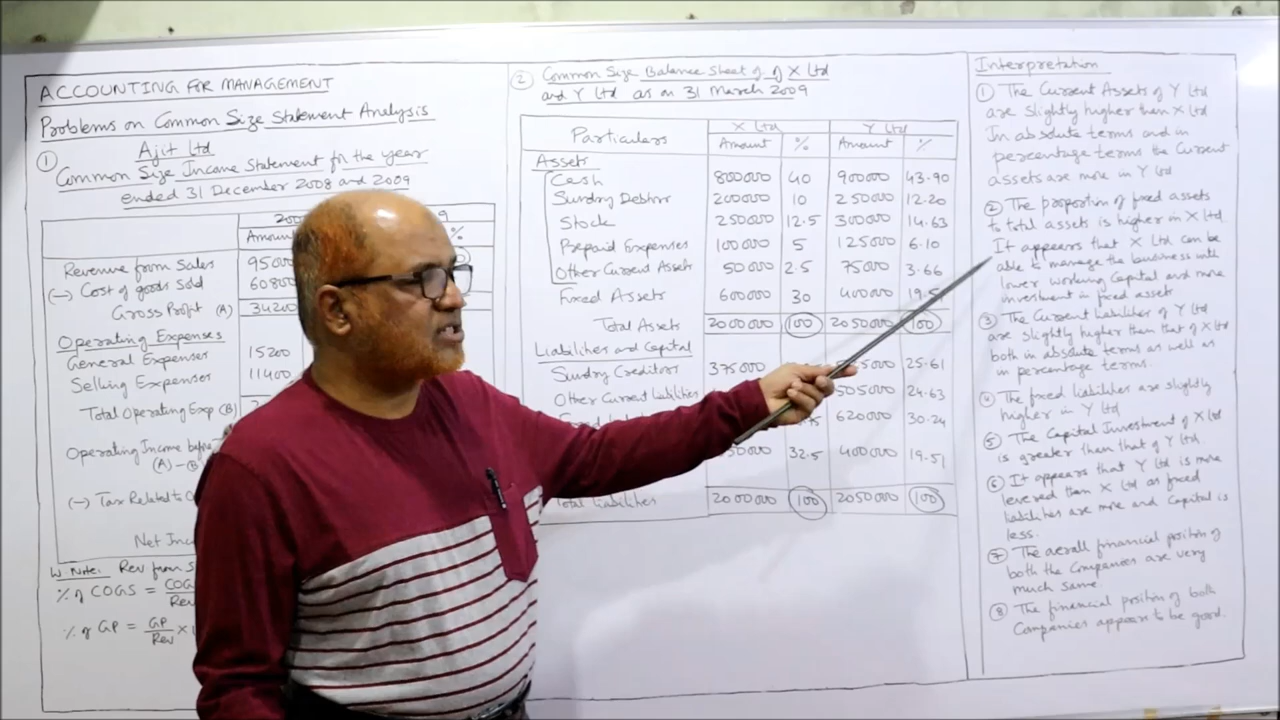 ACCOUNTING FOR MANAGEMENT
Problems on Common Size Statement Analysis
① Ajit Ltd
Common Size Income Statement for the year
ended 31 December 2008 and 2009
200 9
Amoun %
Revenue from Sales 95000
(-) Cost of goods Sold 60800
Gross Profit (A) 34200
Operating Expenses
General Expenses 15200
Selling Expenses 11400
Total Operating Exp (B)
Operating Income before
(A) - B
(-) Tax Related to O
Net Inc
W Note: Rev from S
% of COGS = COG
Rev
% of GP = GP/Rev ×
② Common Size Balance Sheet of of X Ltd
and Y Ltd as on 31 March 2009
Particulars X Ltd Y Ltd
Amount % Amount %
Assets
Cash 800000 40 900000 43.90
Sundry Debtors 200000 10 250000 12.20
Stock 250000 12.5 300000 14.63
Prepaid Expenses 100000 5 125000 6.10
Other Current Assets 50000 2.5 75000 3.66
Fixed Assets 600000 30 400000 19.5
Total Assets 2000000 100 2050000 100
Liabilities and Capital
Sundry Creditors 375000 5000 25.61
Other Current Liabilities 505000 24.63
620000 30.24
32.5 400000 19.51
Total Liabilities 2000000 100 2050000 100
Interpretation
① The Current Assets of Y Ltd
are Slightly higher than X Ltd
In absolute terms and in
percentage terms the Current
assets are more in Y Ltd
② The proportion of fixed assets
to total assets is higher in X Ltd
It appears that X Ltd can be
able to manage the business with
lower working Capital and more
investment in fixed assets
③ The Current Liabilities of Y Ltd
are slightly higher than that of X Ltd
both in absolute terms as well as
in percentage terms.
④ The fixed liabilities are slightly
higher in Y Ltd
⑤ The Capital Investment of X Ltd
is greater than that of Y Ltd.
⑥ It appears that Y Ltd is more
levered than X Ltd as fixed
liabilities are more and Capital is
less.
⑦ The overall financial position of
both the Companies are very
much same.
⑧ The financial position of both
Companies appear to be good.